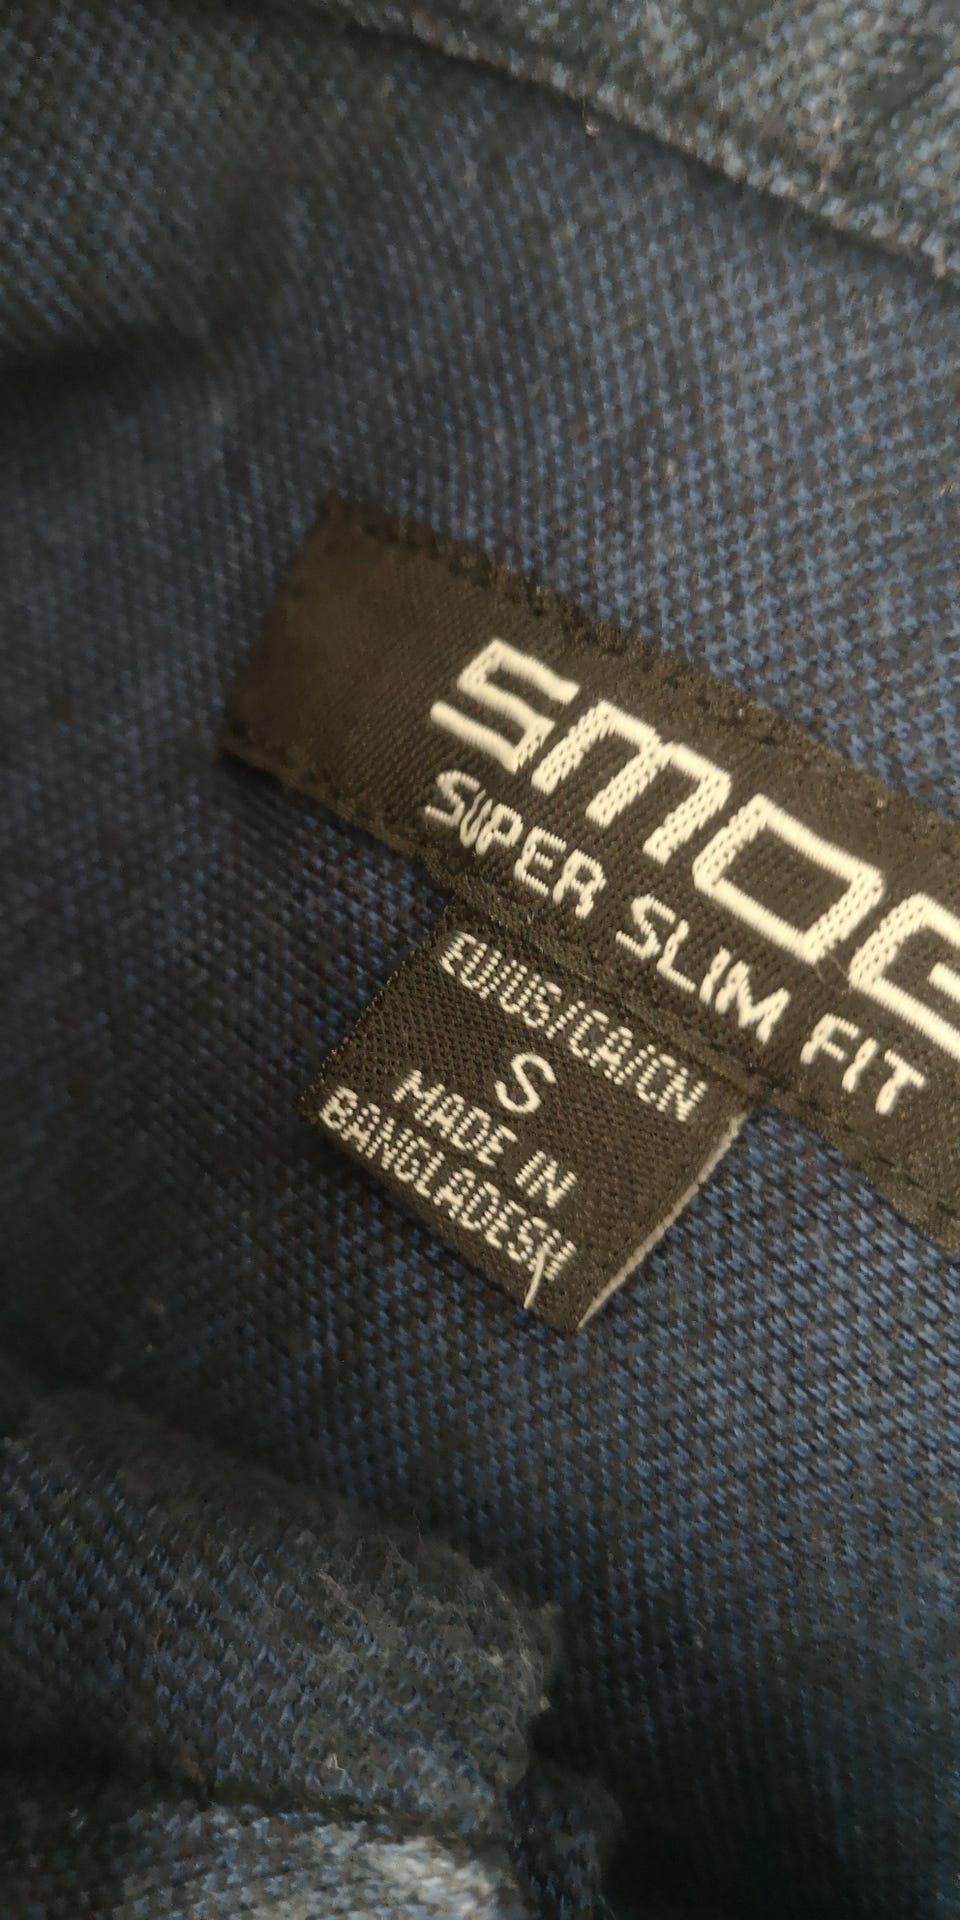 SMOG
SUPER SLIM FIT
EU/US/CA/CN
S
MADE IN
BANGLADESH